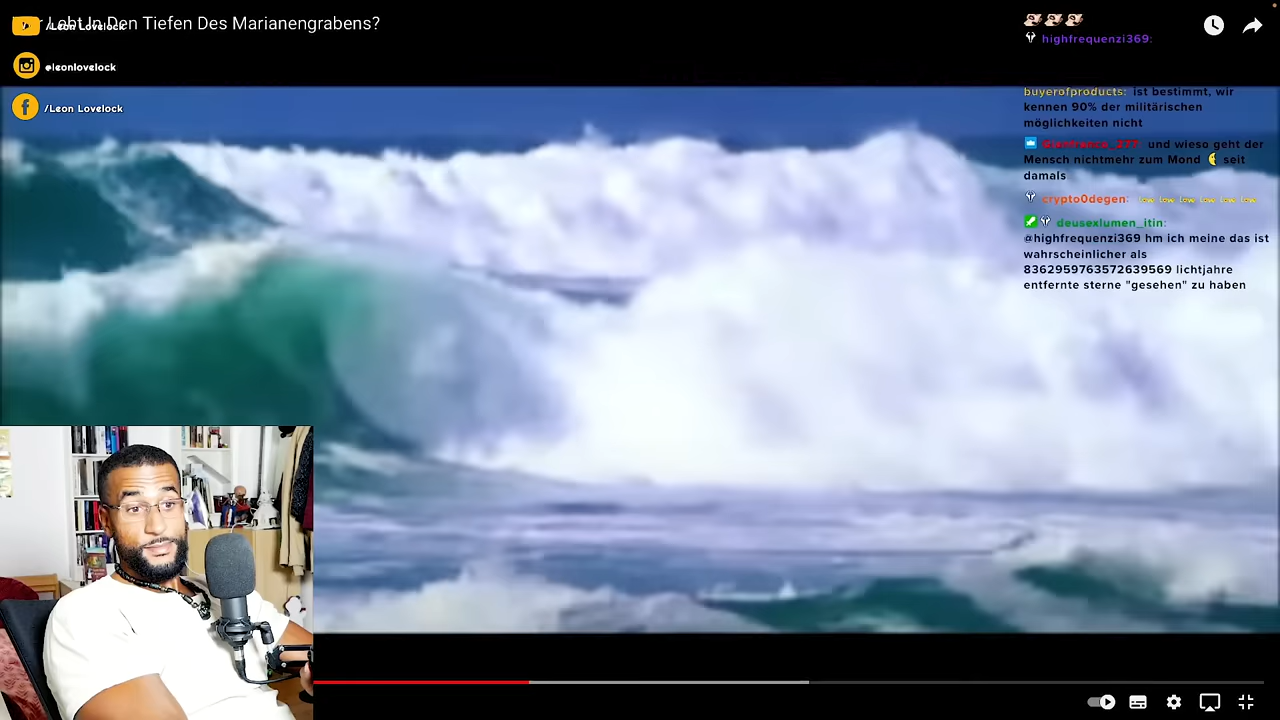 Lebt In Den Tiefen Des Marianengrabens?
/Leon Lovelock
@leonlovelock
/Leon Lovelock
highfrequenzi369:
buyerofproducts: ist bestimmt, wir
kennen 90% der militärischen
möglichkeiten nicht
und wieso geht der
Mensch nichtmehr zum Mond seit
damals
crypto0degen:
deusexlumen_itin:
@highfrequenzi369 hm ich meine das ist
wahrscheinlicher als
8362959763572639569 lichtjahre
entfernte sterne "gesehen" zu haben